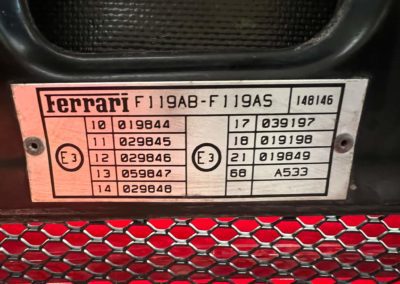 Ferrari F119AB-F119AS 148146
E3 10 019844 E3 17 039197
11 029845 18 019198
12 029846 21 019849
13 059847 68 A533
14 029848